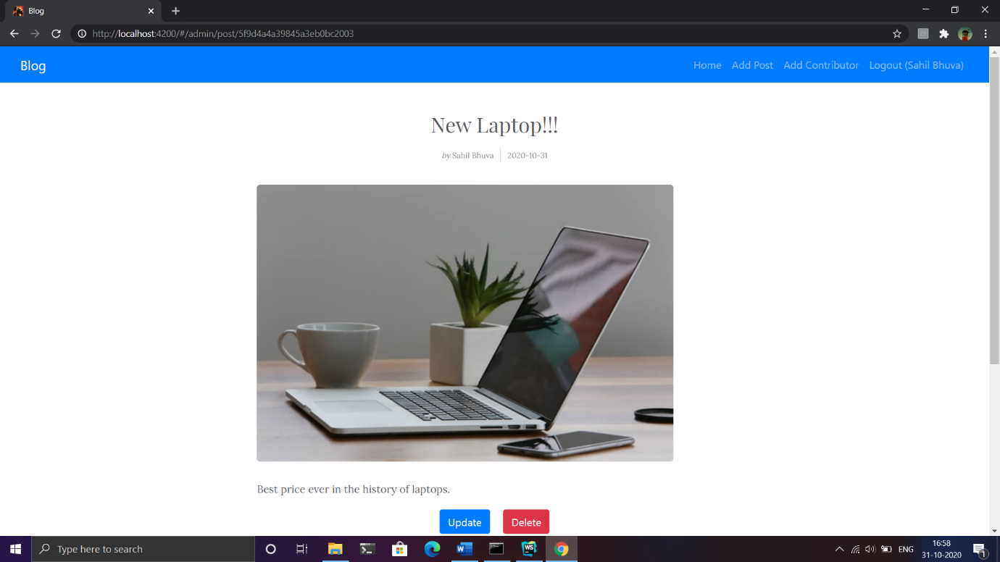 Blog
http://localhost:4200/#/admin/post/5f9d4a4a39845a3eb0bc2003
Blog
Home Add Post Add Contributor Logout (Sahil Bhuva)
New Laptop!!!
by Sahil Bhuva 2020-10-31
Best price ever in the history of laptops.
Update Delete
Type here to search
W
WS
ENG
16:58
31-10-2020
1